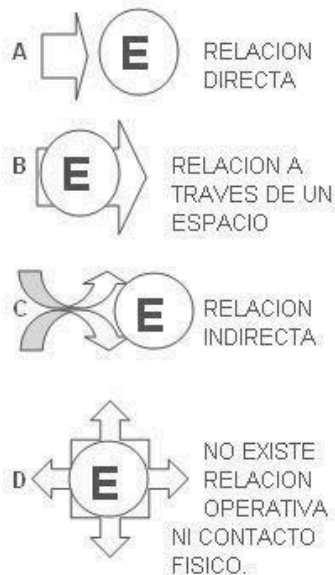 A E RELACION
DIRECTA
B E RELACION A
TRAVES DE UN
ESPACIO
C E RELACION
INDIRECTA
NO EXISTE
D E RELACION
OPERATIVA
NI CONTACTO
FISICO.